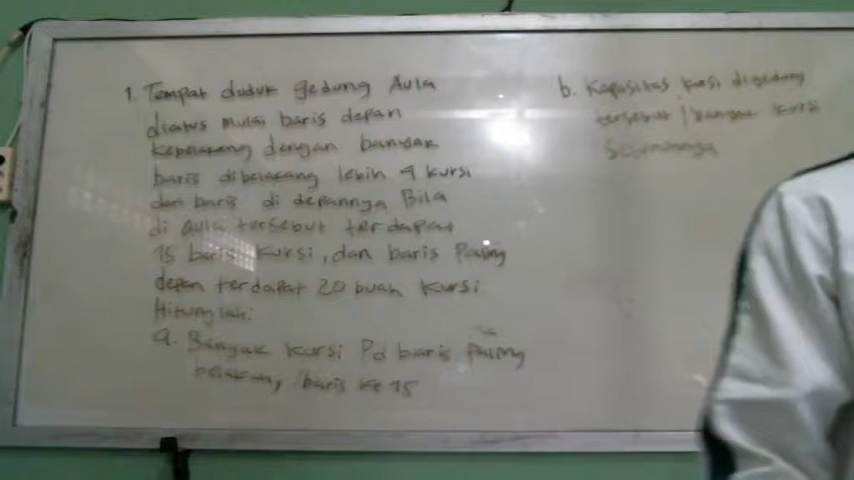 1. Tempat duduk gedung Aula
diatus mulai baris depan
kebelakang dengan banyak
baris dibelakang lebih 4 kursi
dari baris di depannya Bila
di aula tersebut terdapat
15 baris kursi, dan baris Paling
depan terdapat 20 buah kursi
Hitunglah:
a. Banyak kursi Pd baris Paling
belakang / baris ke 15
b. Kapasitas kursi digedung
tersebut / banyak kursi
Seluruhnya